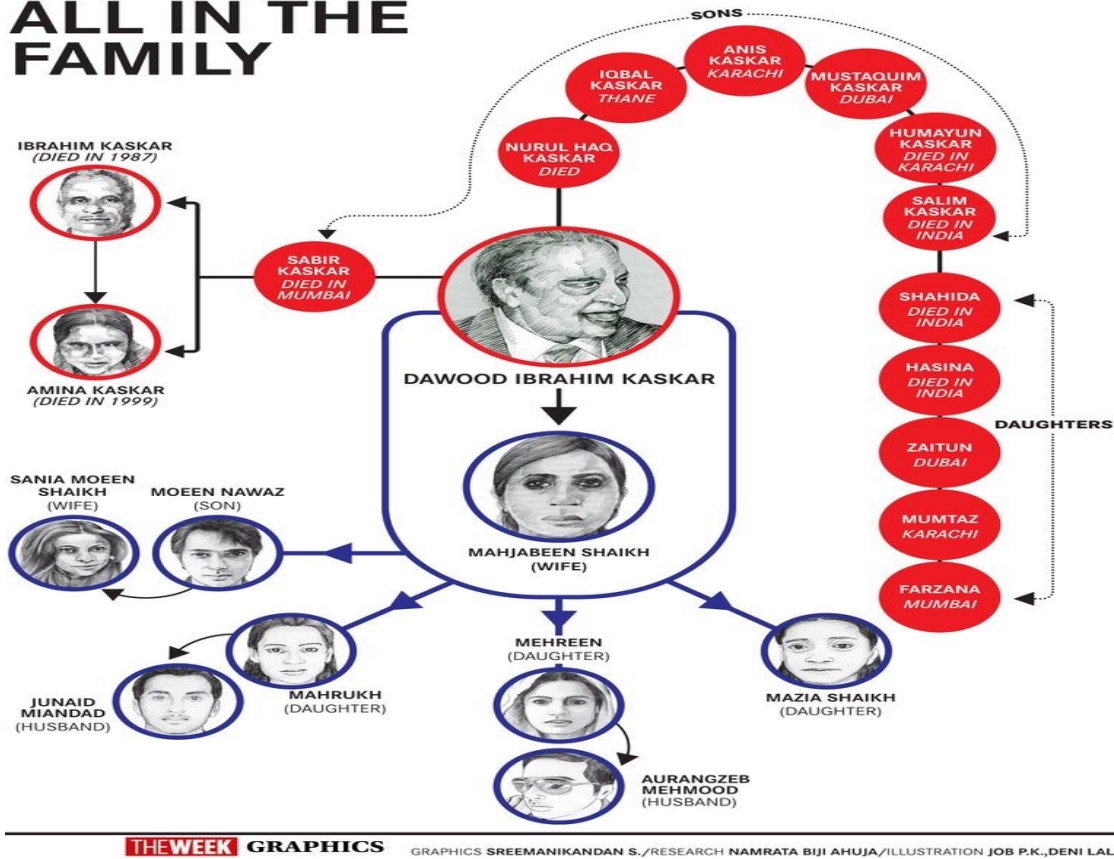 ALL IN THE
FAMILY
SONS
ANIS
KASKAR
KARACHI
IQBAL
KASKAR
THANE
MUSTAQUIM
KASKAR
DUBAI
NURUL HAQ
KASKAR
DIED
HUMAYUN
KASKAR
DIED IN
KARACHI
SALIM
KASKAR
DIED IN
INDIA
IBRAHIM KASKAR
(DIED IN 1987)
SABIR
KASKAR
DIED IN
MUMBAI
AMINA KASKAR
(DIED IN 1999)
DAWOOD IBRAHIM KASKAR
SHAHIDA
DIED IN
INDIA
HASINA
DIED IN
INDIA
DAUGHTERS
ZAITUN
DUBAI
MUMTAZ
KARACHI
FARZANA
MUMBAI
MAHJABEEN SHAIKH
(WIFE)
SANIA MOEEN
SHAIKH
(WIFE)
MOEEN NAWAZ
(SON)
JUNAID
MIANDAD
(HUSBAND)
MAHRUKH
(DAUGHTER)
MEHREEN
(DAUGHTER)
AURANGZEB
MEHMOOD
(HUSBAND)
MAZIA SHAIKH
(DAUGHTER)
THEWEEK GRAPHICS
GRAPHICS SREEMANIKANDAN S./RESEARCH NAMRATA BIJI AHUJA/ILLUSTRATION JOB P.K.,DENI LAL